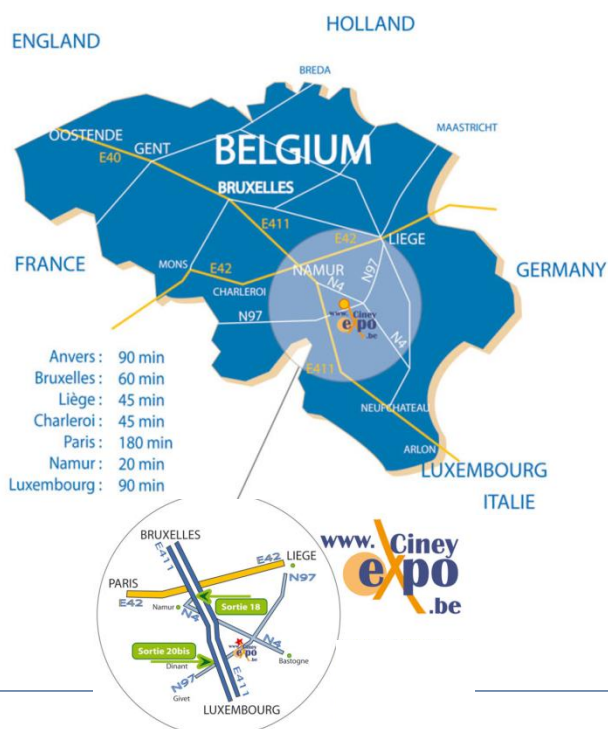 HOLLAND
ENGLAND
BREDA
MAASTRICHT
OOSTENDE
GENT
E40
BELGIUM
BRUXELLES
E411
E42
LIEGE
FRANCE
MONS
E42
NAMUR
N4
N97
GERMANY
CHARLEROI
N97
www. Ciney
eXpo
.be
N4
E411
NEUFCHATEAU
ARLON
LUXEMBOURG
ITALIE
Anvers : 90 min
Bruxelles : 60 min
Liège : 45 min
Charleroi : 45 min
Paris : 180 min
Namur : 20 min
Luxembourg : 90 min
BRUXELLES
E411
E42
LIEGE
N97
PARIS
E42
Namur
N4
Sortie 18
N4
www. Ciney
eXpo
.be
Sortie 20bis
Dinant
Bastogne
N97
Givet
E411
LUXEMBOURG
www. Ciney
eXpo
.be